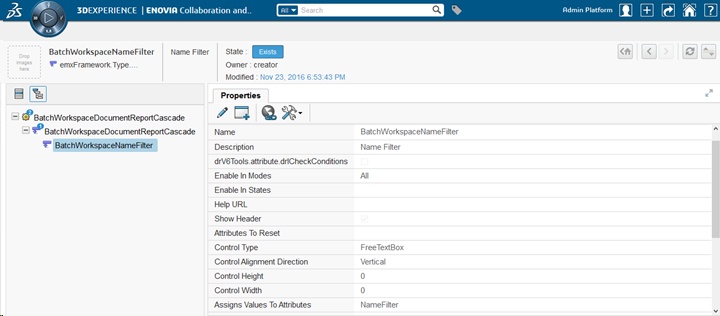 3DEXPERIENCE | ENOVIA Collaboration and...
All
Search
Admin Platform
Drop images here
BatchWorkspaceNameFilter
emxFramework.Type....
Name Filter
State : Exists
Owner : creator
Modified : Nov 23, 2016 6:53:43 PM
BatchWorkspaceDocumentReportCascade
BatchWorkspaceDocumentReportCascade
BatchWorkspaceNameFilter
Properties
Name BatchWorkspaceNameFilter
Description Name Filter
drV6Tools.attribute.drlCheckConditions
Enable In Modes All
Enable In States
Help URL
Show Header
Attributes To Reset
Control Type FreeTextBox
Control Alignment Direction Vertical
Control Height 0
Control Width 0
Assigns Values To Attributes NameFilter